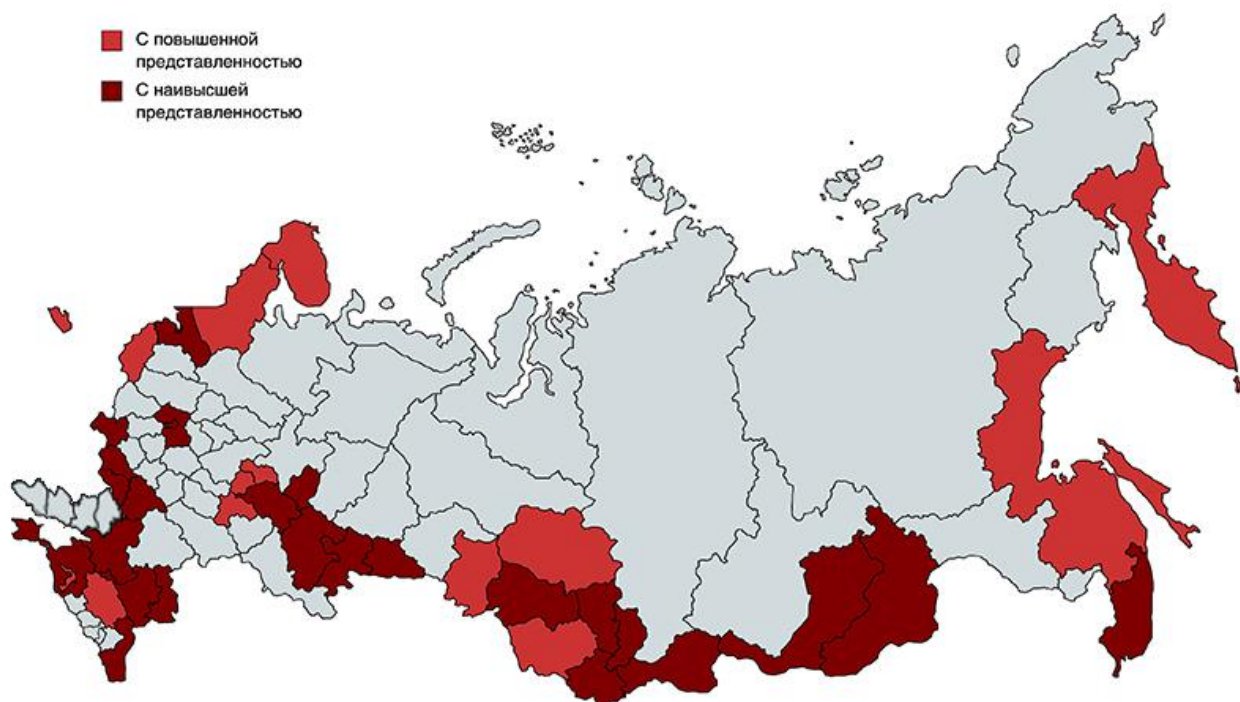 С повышенной
представленностью
С наивысшей
представленностью